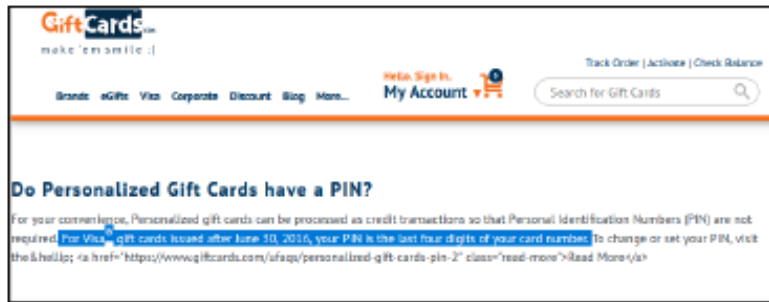 GiftCards.com
make 'em smile :)
Track Order | Activate | Check Balance
Hello. Sign In.
0
Brands eGifts Visa Corporate Discount Blog More...
My Account
Search for Gift Cards
Do Personalized Gift Cards have a PIN?
For your convenience, Personalized gift cards can be processed as credit transactions so that Personal Identification Numbers (PIN) are not
required. For Visa® gift cards issued after June 30, 2016, your PIN is the last four digits of your card number. To change or set your PIN, visit
the &hellip; <a href="https://www.giftcards.com/ufaqs/personalized-gift-cards-pin-2" class="read-more">Read More</a>